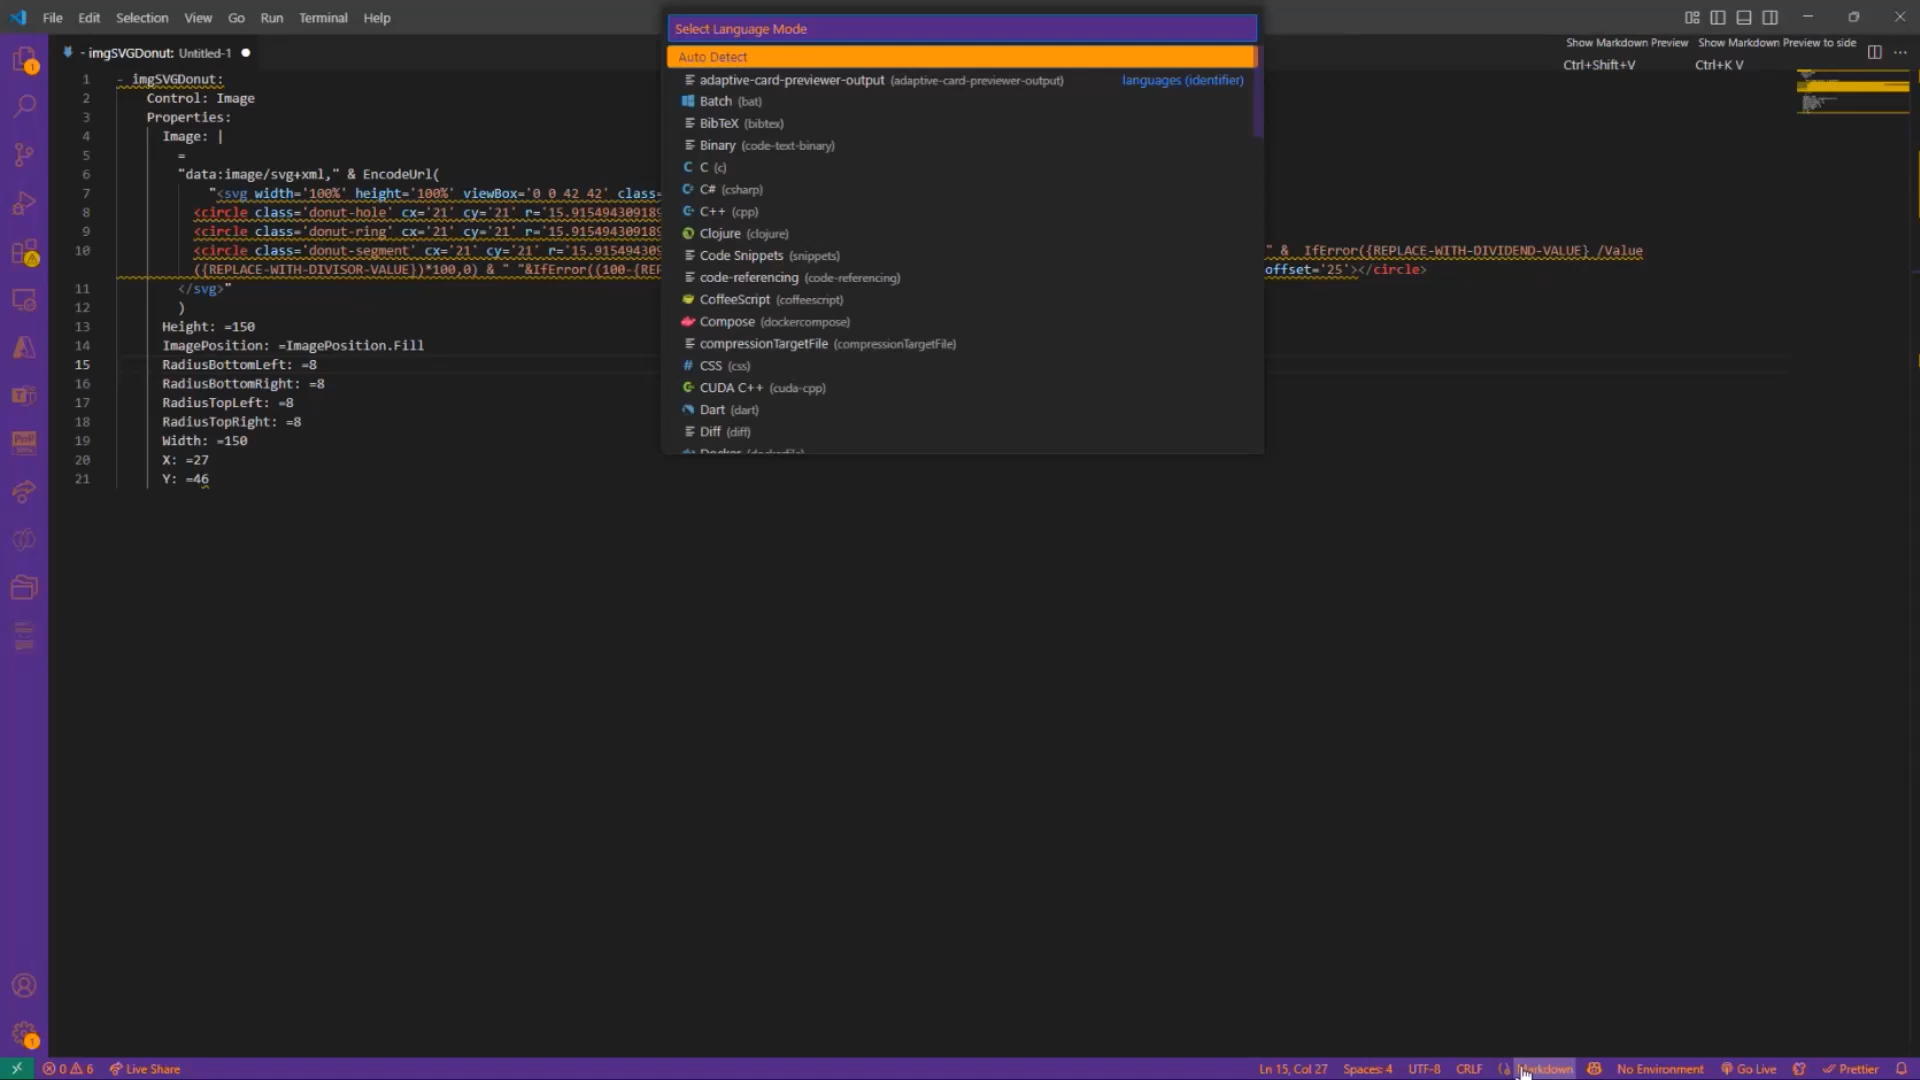 File Edit Selection View Go Run Terminal Help
Select Language Mode
Auto Detect
adaptive-card-previewer-output (adaptive-card-previewer-output) languages (identifier)
Batch (bat)
BibTeX (bibtex)
Binary (code-text-binary)
C (c)
C# (csharp)
C++ (cpp)
Clojure (clojure)
Code Snippets (snippets)
code-referencing (code-referencing)
CoffeeScript (coffeescript)
Compose (dockercompose)
compressionTargetFile (compressionTargetFile)
CSS (css)
CUDA C++ (cuda-cpp)
Dart (dart)
Diff (diff)
Docker (dockerfile)
- imgSVGDonut: Untitled-1
Show Markdown Preview Show Markdown Preview to side
Ctrl+Shift+V Ctrl+K V
1 - imgSVGDonut:
2 Control: Image
3 Properties:
4 Image: |
5 =
6 "data:image/svg+xml," & EncodeUrl(
7 "<svg width='100%' height='100%' viewBox='0 0 42 42' class=
8 <circle class='donut-hole' cx='21' cy='21' r='15.915494309189
9 <circle class='donut-ring' cx='21' cy='21' r='15.915494309189
10 <circle class='donut-segment' cx='21' cy='21' r='15.915494309 " & IfError({REPLACE-WITH-DIVIDEND-VALUE} /Value
({REPLACE-WITH-DIVISOR-VALUE})*100,0) & " "&IfError((100-{REP offset='25'></circle>
11 </svg>"
12 )
13 Height: =150
14 ImagePosition: =ImagePosition.Fill
15 RadiusBottomLeft: =8
16 RadiusBottomRight: =8
17 RadiusTopLeft: =8
18 RadiusTopRight: =8
19 Width: =150
20 X: =27
21 Y: =46
0 6 Live Share Ln 15, Col 27 Spaces: 4 UTF-8 CRLF Markdown No Environment Go Live Prettier